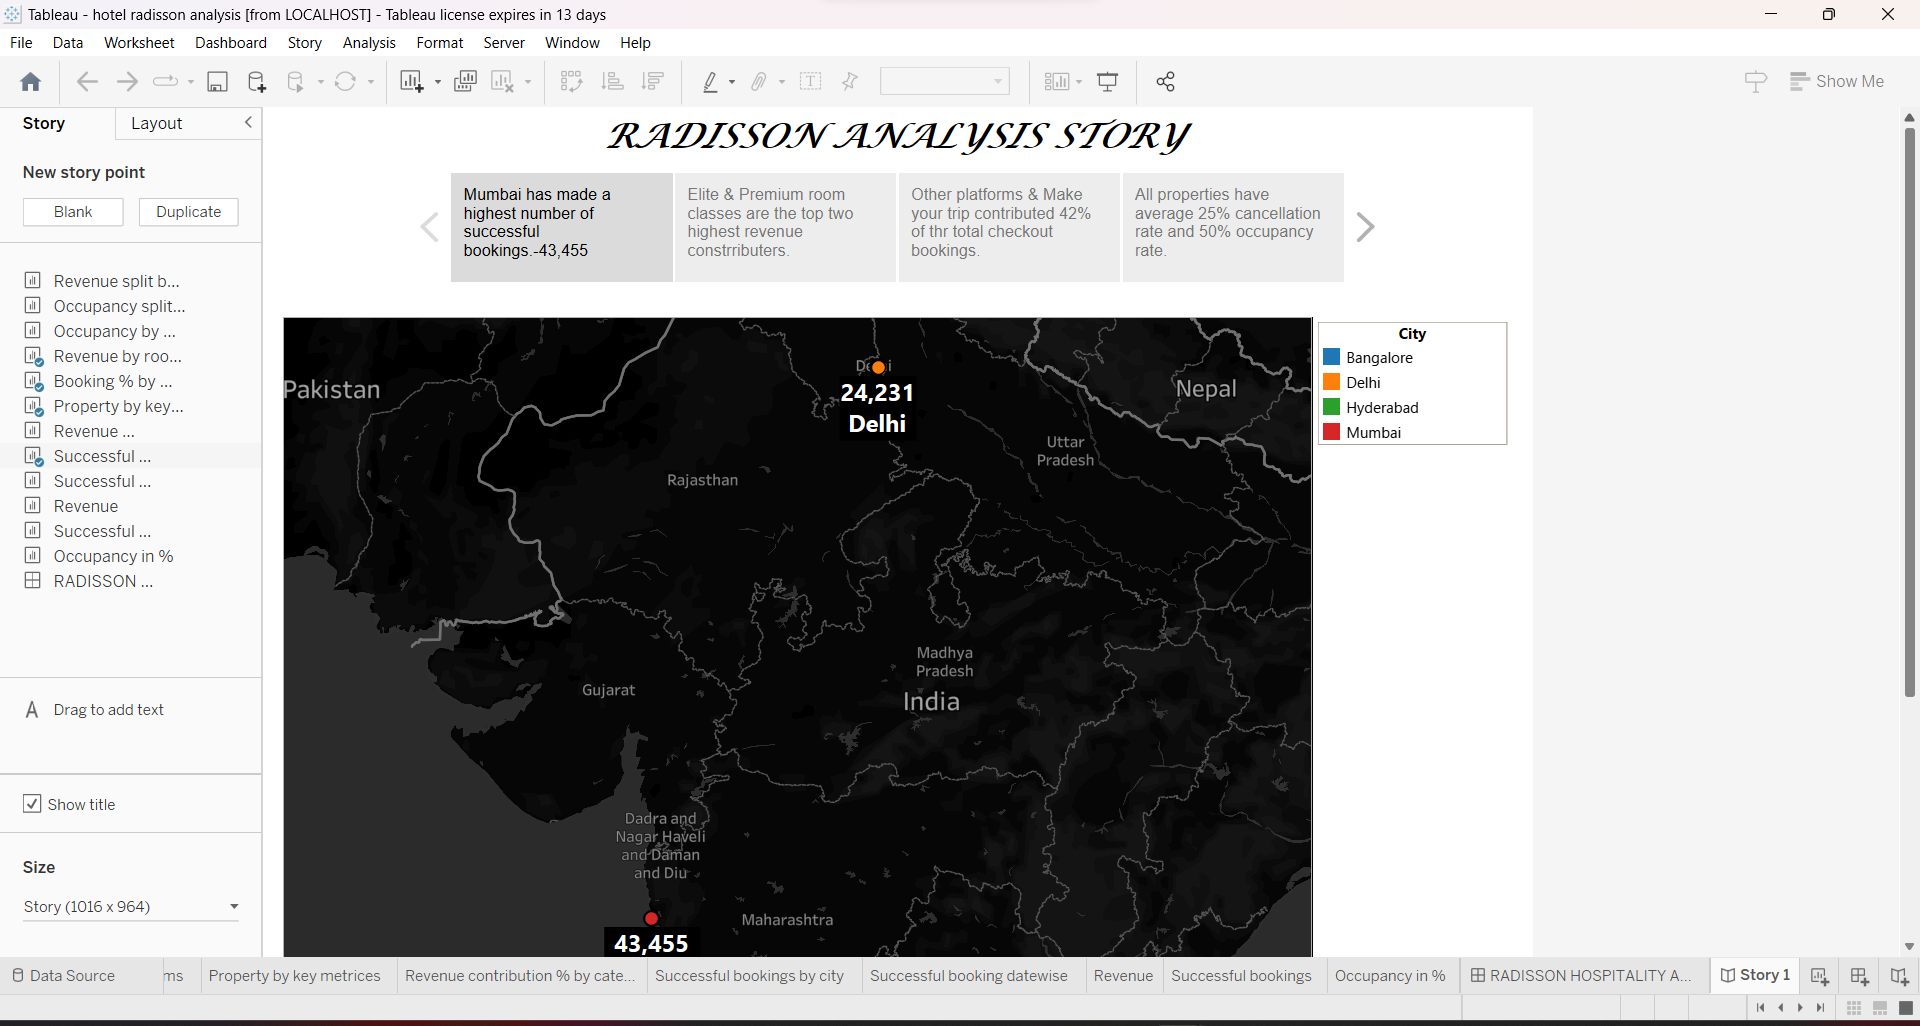 Tableau - hotel radisson analysis [from LOCALHOST] - Tableau license expires in 13 days
File Data Worksheet Dashboard Story Analysis Format Server Window Help
Show Me
Story Layout
New story point
Blank Duplicate
Revenue split b...
Occupancy split...
Occupancy by ...
Revenue by roo...
Booking % by ...
Property by key...
Revenue ...
Successful ...
Successful ...
Revenue
Successful ...
Occupancy in %
RADISSON ...
A Drag to add text
Show title
Size
Story (1016 x 964)
RADISSON ANALYSIS STORY
Mumbai has made a
highest number of
successful
bookings.-43,455
Elite & Premium room
classes are the top two
highest revenue
constrributers.
Other platforms & Make
your trip contributed 42%
of thr total checkout
bookings.
All properties have
average 25% cancellation
rate and 50% occupancy
rate.
Pakistan
24,231
Delhi
Nepal
Uttar
Pradesh
Rajasthan
Madhya
Pradesh
India
Gujarat
Dadra and
Nagar Haveli
and Daman
and Diu
Maharashtra
43,455
City
Bangalore
Delhi
Hyderabad
Mumbai
Data Source ms Property by key metrices Revenue contribution % by cate... Successful bookings by city Successful booking datewise Revenue Successful bookings Occupancy in % RADISSON HOSPITALITY A... Story 1